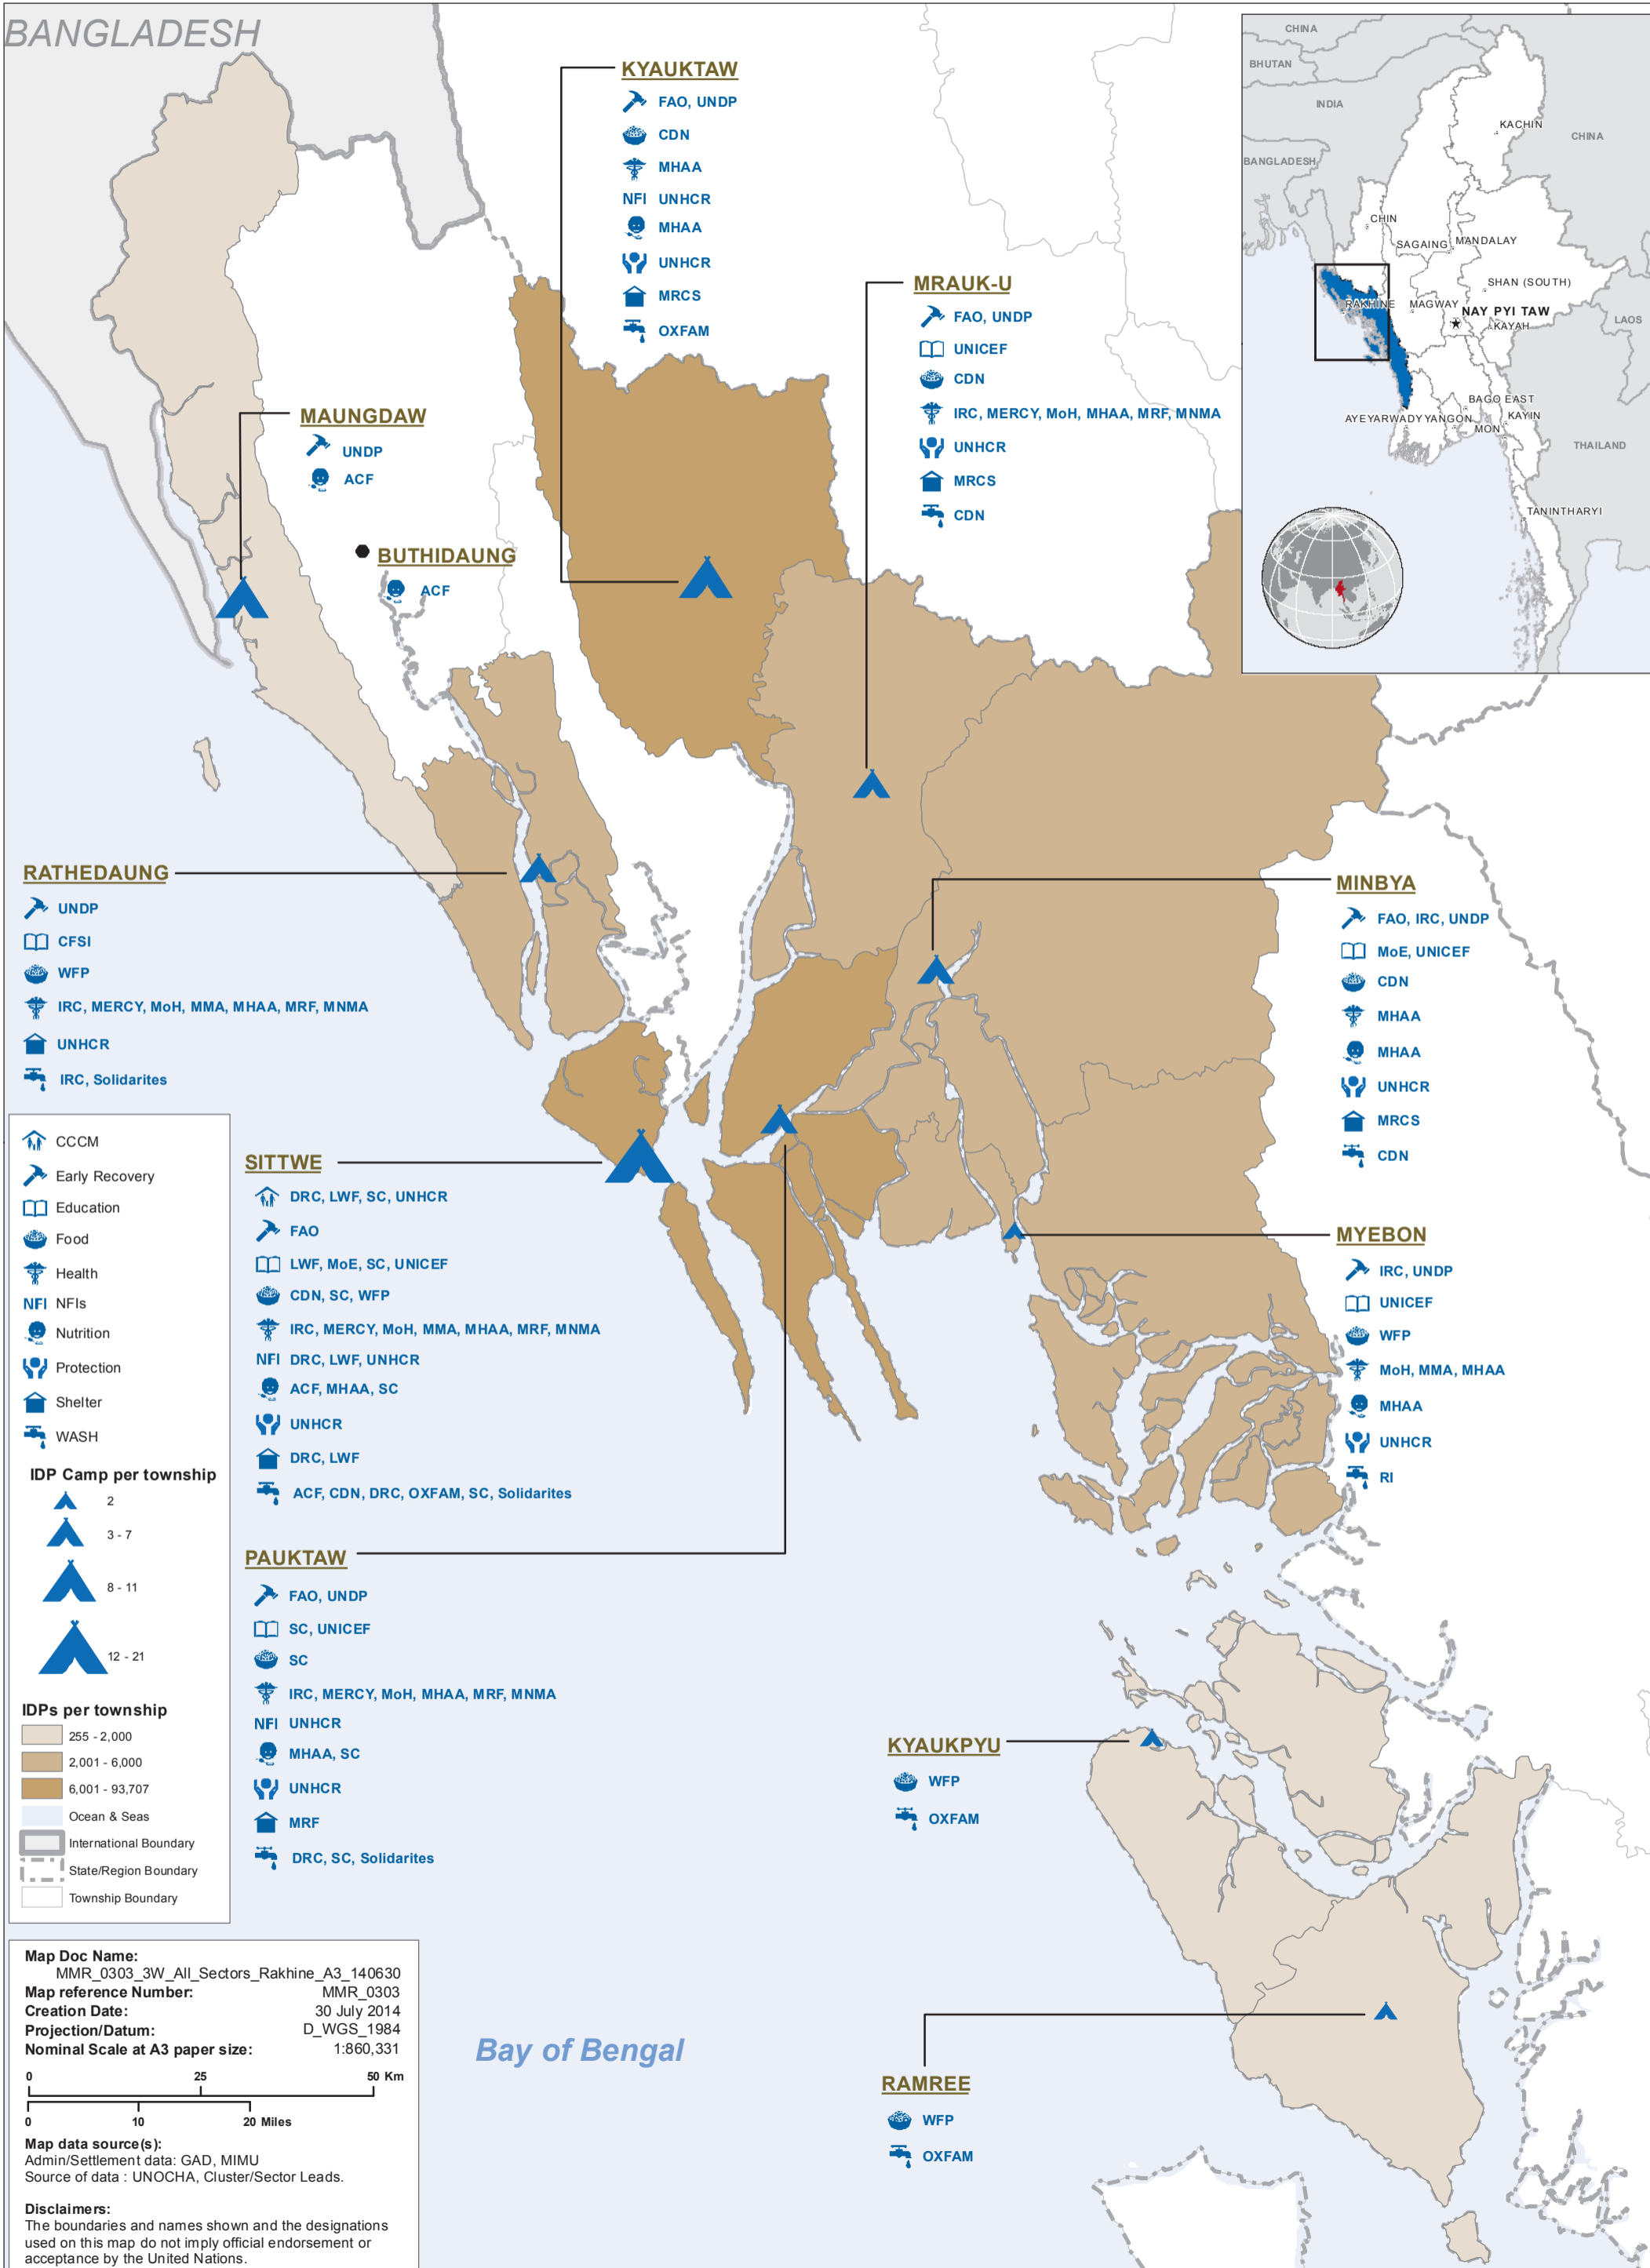 BANGLADESH
KYAUKTAW
FAO, UNDP
CDN
MHAA
NFI UNHCR
MHAA
UNHCR
MRCS
OXFAM
MRAUK-U
FAO, UNDP
UNICEF
CDN
IRC, MERCY, MoH, MHAA, MRF, MNMA
UNHCR
MRCS
CDN
CHINA
BHUTAN
INDIA
KACHIN
CHINA
BANGLADESH
CHIN
SAGAING
MANDALAY
SHAN (SOUTH)
RAKHINE
MAGWAY
NAY PYI TAW
KAYAH
LAOS
BAGO EAST
AYEYARWADY
YANGON
KAYIN
MON
THAILAND
TANINTHARYI
MAUNGDAW
UNDP
ACF
BUTHIDAUNG
ACF
RATHEDAUNG
UNDP
CFSI
WFP
IRC, MERCY, MoH, MMA, MHAA, MRF, MNMA
UNHCR
IRC, Solidarites
MINBYA
FAO, IRC, UNDP
MoE, UNICEF
CDN
MHAA
MHAA
UNHCR
MRCS
CDN
MYEBON
IRC, UNDP
UNICEF
WFP
MoH, MMA, MHAA
MHAA
UNHCR
RI
SITTWE
DRC, LWF, SC, UNHCR
FAO
LWF, MoE, SC, UNICEF
CDN, SC, WFP
IRC, MERCY, MoH, MMA, MHAA, MRF, MNMA
NFI DRC, LWF, UNHCR
ACF, MHAA, SC
UNHCR
DRC, LWF
ACF, CDN, DRC, OXFAM, SC, Solidarites
PAUKTAW
FAO, UNDP
SC, UNICEF
SC
IRC, MERCY, MoH, MHAA, MRF, MNMA
NFI UNHCR
MHAA, SC
UNHCR
MRF
DRC, SC, Solidarites
KYAUKPYU
WFP
OXFAM
RAMREE
WFP
OXFAM
Bay of Bengal
CCCM
Early Recovery
Education
Food
Health
NFI NFIs
Nutrition
Protection
Shelter
WASH
IDP Camp per township
2
3 - 7
8 - 11
12 - 21
IDPs per township
255 - 2,000
2,001 - 6,000
6,001 - 93,707
Ocean & Seas
International Boundary
State/Region Boundary
Township Boundary
Map Doc Name:
MMR_0303_3W_All_Sectors_Rakhine_A3_140630
Map reference Number: MMR_0303
Creation Date: 30 July 2014
Projection/Datum: D_WGS_1984
Nominal Scale at A3 paper size: 1:860,331
0 25 50 Km
0 10 20 Miles
Map data source(s):
Admin/Settlement data: GAD, MIMU
Source of data : UNOCHA, Cluster/Sector Leads.
Disclaimers:
The boundaries and names shown and the designations
used on this map do not imply official endorsement or
acceptance by the United Nations.